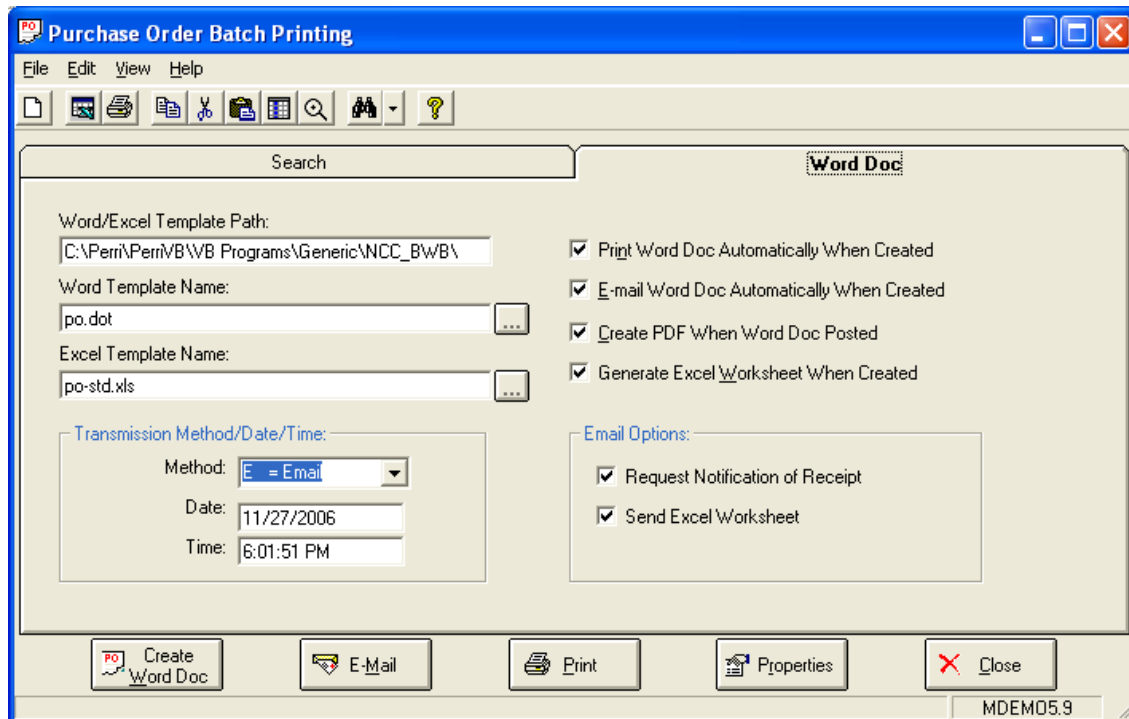 Purchase Order Batch Printing
File Edit View Help
Search
Word Doc
Word/Excel Template Path:
C:\Perri\PerriVB\VB Programs\Generic\NCC_BWB\
Word Template Name:
po.dot
...
Excel Template Name:
po-std.xls
...
Print Word Doc Automatically When Created
E-mail Word Doc Automatically When Created
Create PDF When Word Doc Posted
Generate Excel Worksheet When Created
Transmission Method/Date/Time:
Method: E = Email
Date: 11/27/2006
Time: 6:01:51 PM
Email Options:
Request Notification of Receipt
Send Excel Worksheet
PO Create
Word Doc
E-Mail
Print
Properties
Close
MDEMO5.9